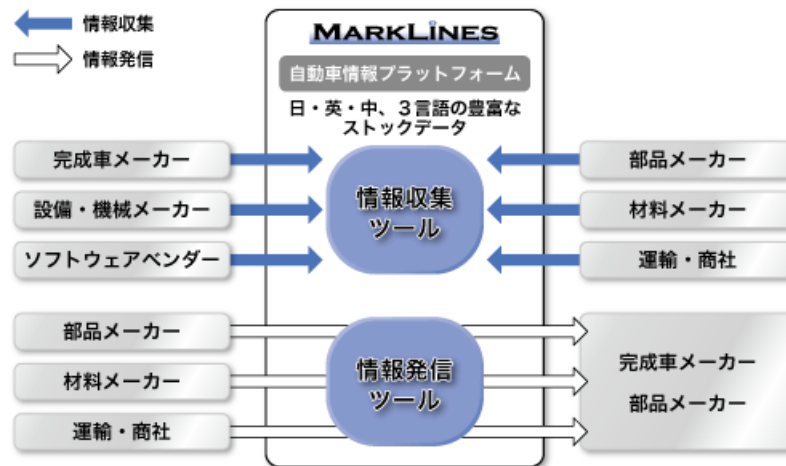 情報収集
情報発信
MARKLINES
自動車情報プラットフォーム
日・英・中、3言語の豊富な
ストックデータ
完成車メーカー
設備・機械メーカー
ソフトウェアベンダー
情報収集
ツール
部品メーカー
材料メーカー
運輸・商社
部品メーカー
材料メーカー
運輸・商社
情報発信
ツール
完成車メーカー
部品メーカー